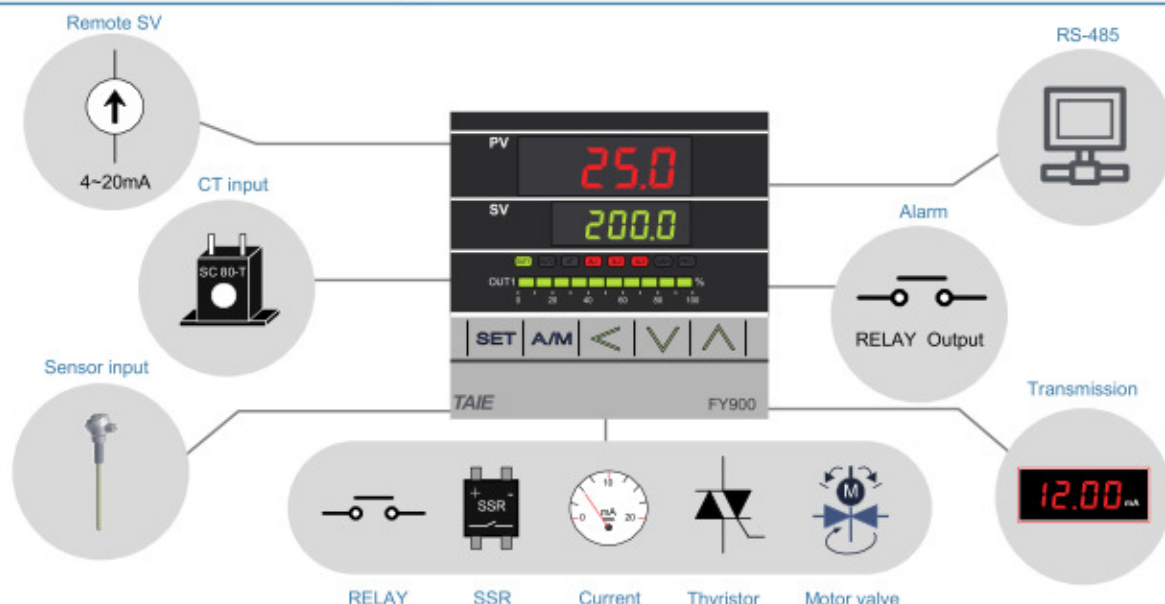 Remote SV
4~20mA
CT input
SC 80-T
Sensor input
PV
25.0
SV
200.0
OUT1
%
0 20 40 60 80 100
SET A/M
TAIE FY900
RS-485
Alarm
RELAY Output
Transmission
12.00 mA
+ -
SSR
0 10 20
mA
M
RELAY SSR Current Thyristor Motor valve